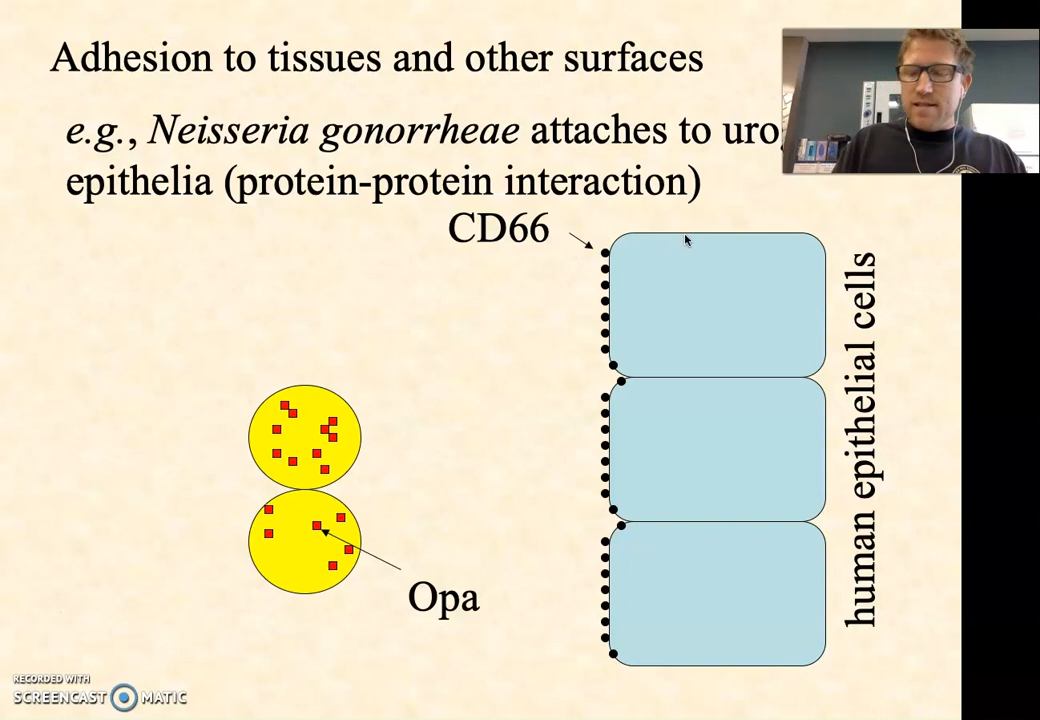 Adhesion to tissues and other surfaces
e.g., Neisseria gonorrheae attaches to
epithelia (protein-protein interaction)
CD66
human epithelial cells
Opa
RECORDED WITH
SCREENCAST MATIC